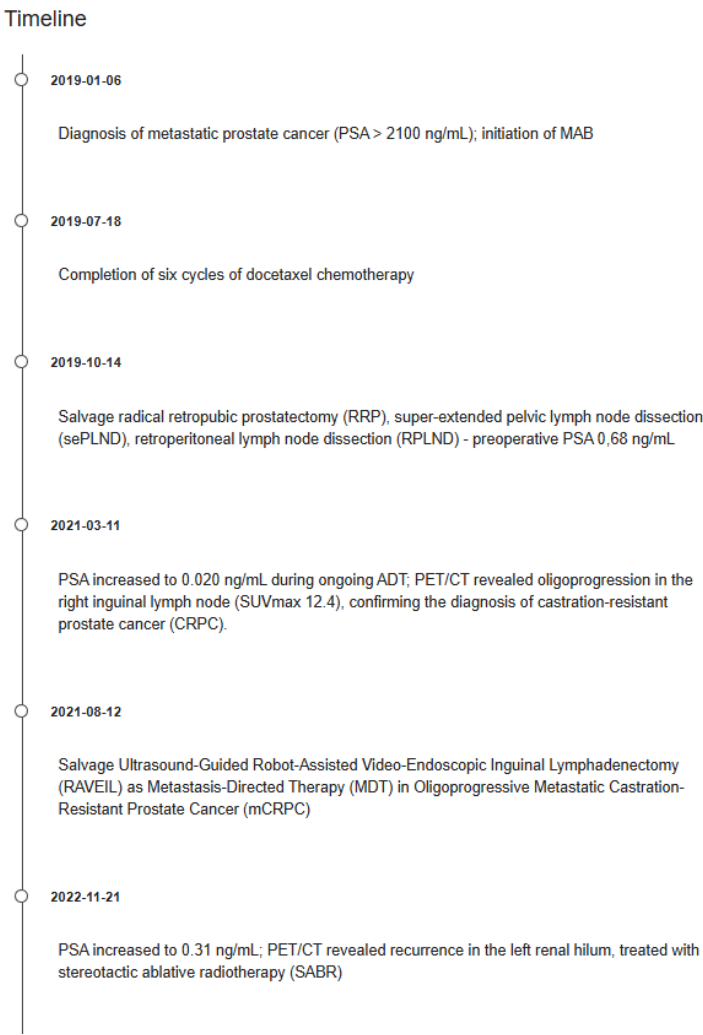 Timeline
2019-01-06
Diagnosis of metastatic prostate cancer (PSA > 2100 ng/mL); initiation of MAB
2019-07-18
Completion of six cycles of docetaxel chemotherapy
2019-10-14
Salvage radical retropubic prostatectomy (RRP), super-extended pelvic lymph node dissection
(sePLND), retroperitoneal lymph node dissection (RPLND) - preoperative PSA 0,68 ng/mL
2021-03-11
PSA increased to 0.020 ng/mL during ongoing ADT; PET/CT revealed oligoprogression in the
right inguinal lymph node (SUVmax 12.4), confirming the diagnosis of castration-resistant
prostate cancer (CRPC).
2021-08-12
Salvage Ultrasound-Guided Robot-Assisted Video-Endoscopic Inguinal Lymphadenectomy
(RAVEIL) as Metastasis-Directed Therapy (MDT) in Oligoprogressive Metastatic Castration-
Resistant Prostate Cancer (mCRPC)
2022-11-21
PSA increased to 0.31 ng/mL; PET/CT revealed recurrence in the left renal hilum, treated with
stereotactic ablative radiotherapy (SABR)